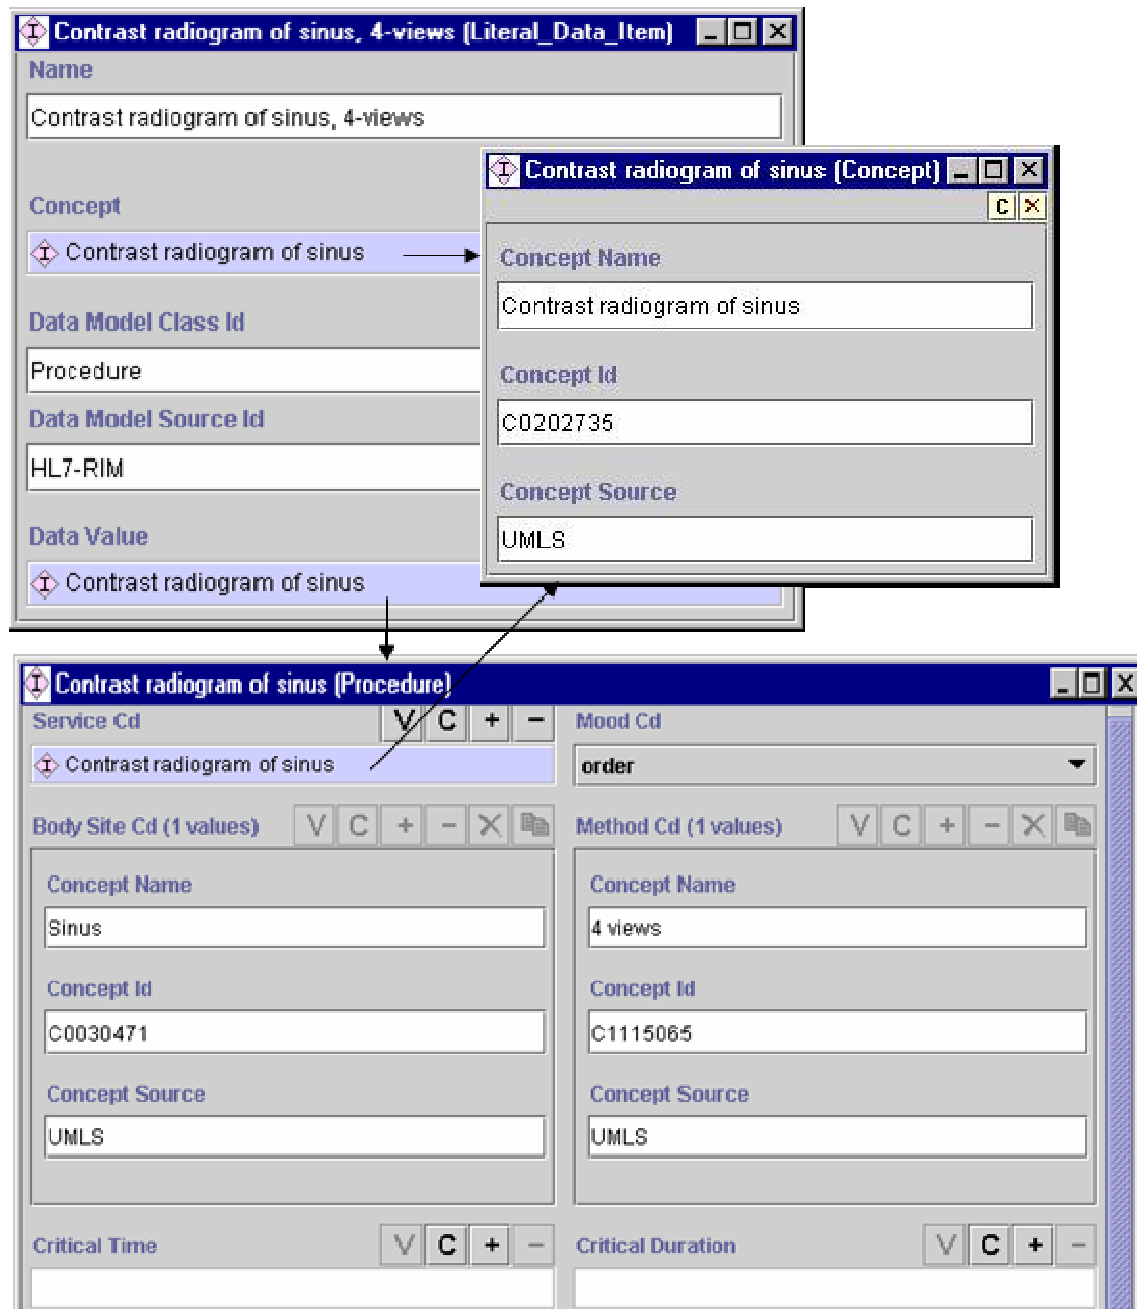 Contrast radiogram of sinus, 4-views (Literal_Data_Item)
Name
Contrast radiogram of sinus, 4-views
Concept
Contrast radiogram of sinus
Data Model Class Id
Procedure
Data Model Source Id
HL7-RIM
Data Value
Contrast radiogram of sinus
Contrast radiogram of sinus (Concept)
C
Concept Name
Contrast radiogram of sinus
Concept Id
C0202735
Concept Source
UMLS
Contrast radiogram of sinus (Procedure)
Service Cd V C + −
Contrast radiogram of sinus
Mood Cd
order
Body Site Cd (1 values) V C + −
Concept Name
Sinus
Concept Id
C0030471
Concept Source
UMLS
Method Cd (1 values) V C + −
Concept Name
4 views
Concept Id
C1115065
Concept Source
UMLS
Critical Time V C + −
Critical Duration V C + −